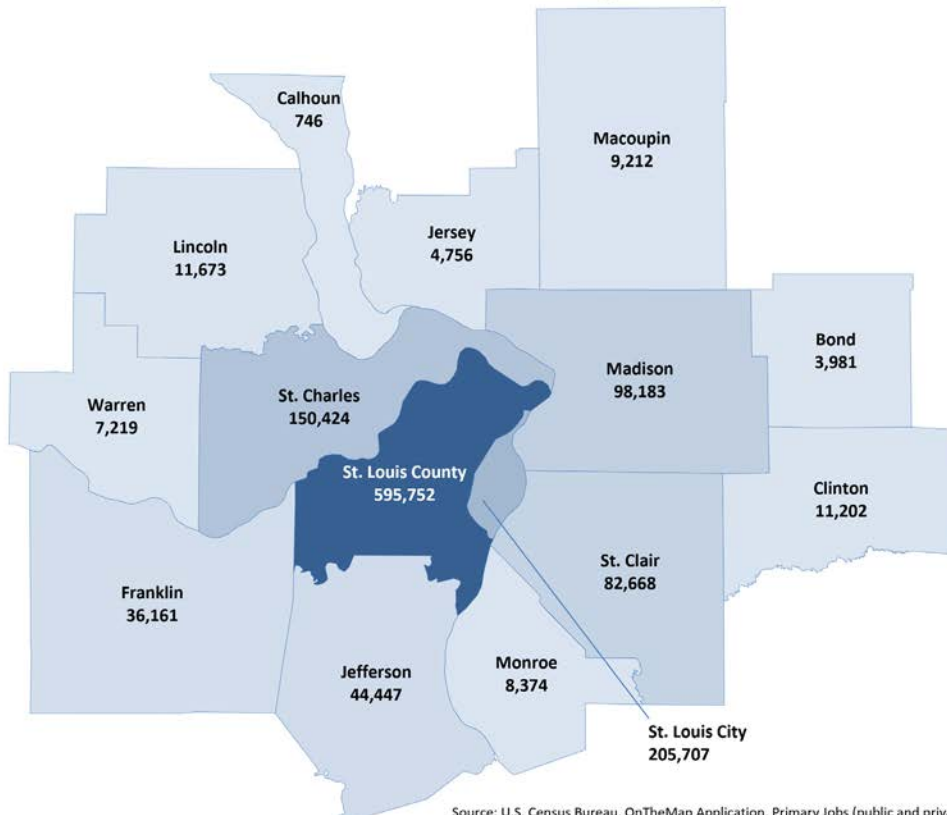 Calhoun
746
Macoupin
9,212
Lincoln
11,673
Jersey
4,756
Bond
3,981
Madison
98,183
St. Charles
150,424
Warren
7,219
St. Louis County
595,752
Clinton
11,202
St. Clair
82,668
Franklin
36,161
Jefferson
44,447
Monroe
8,374
St. Louis City
205,707
Source: U.S. Census Bureau, OnTheMap Application, Primary Jobs (public and